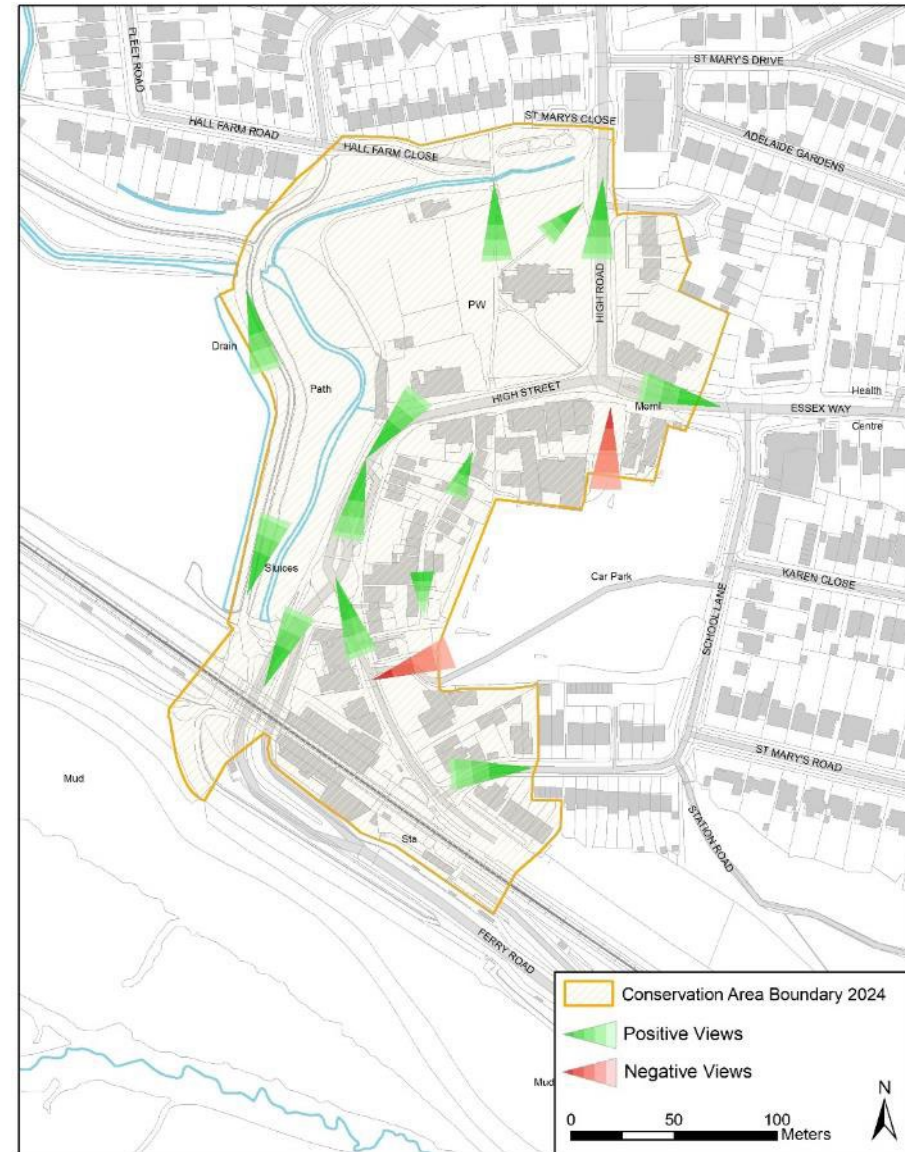 FLEET ROAD
ST MARY'S DRIVE
ST MARYS CLOSE
HALL FARM ROAD
HALL FARM CLOSE
ADELAIDE GARDENS
HIGH ROAD
PW
Drain
Path
HIGH STREET
Meml
Health
ESSEX WAY
Centre
Sluices
Car Park
KAREN CLOSE
SCHOOL LANE
ST MARY'S ROAD
Mud
STATION ROAD
Sta
FERRY ROAD
Mud
Conservation Area Boundary 2024
Positive Views
Negative Views
N
0 50 100
Meters